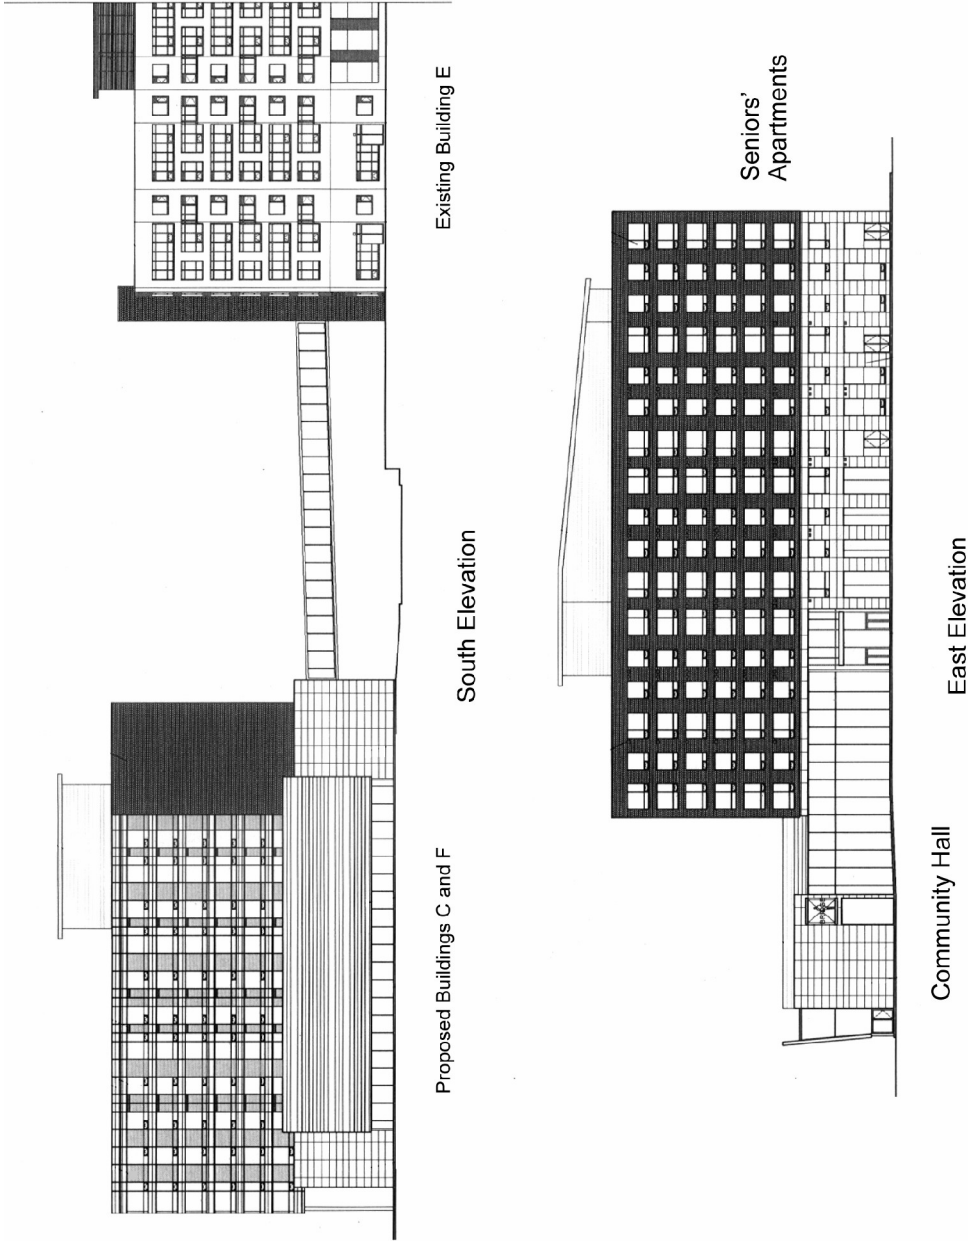 Proposed Buildings C and F
Existing Building E
South Elevation
Seniors'
Apartments
Community Hall
East Elevation